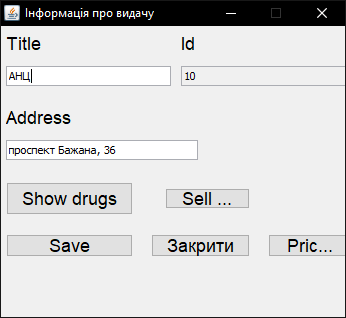 Інформація про видачу
Title Id
АНЦ 10
Address
проспект Бажана, 36
Show drugs Sell ...
Save Закрити Pric...